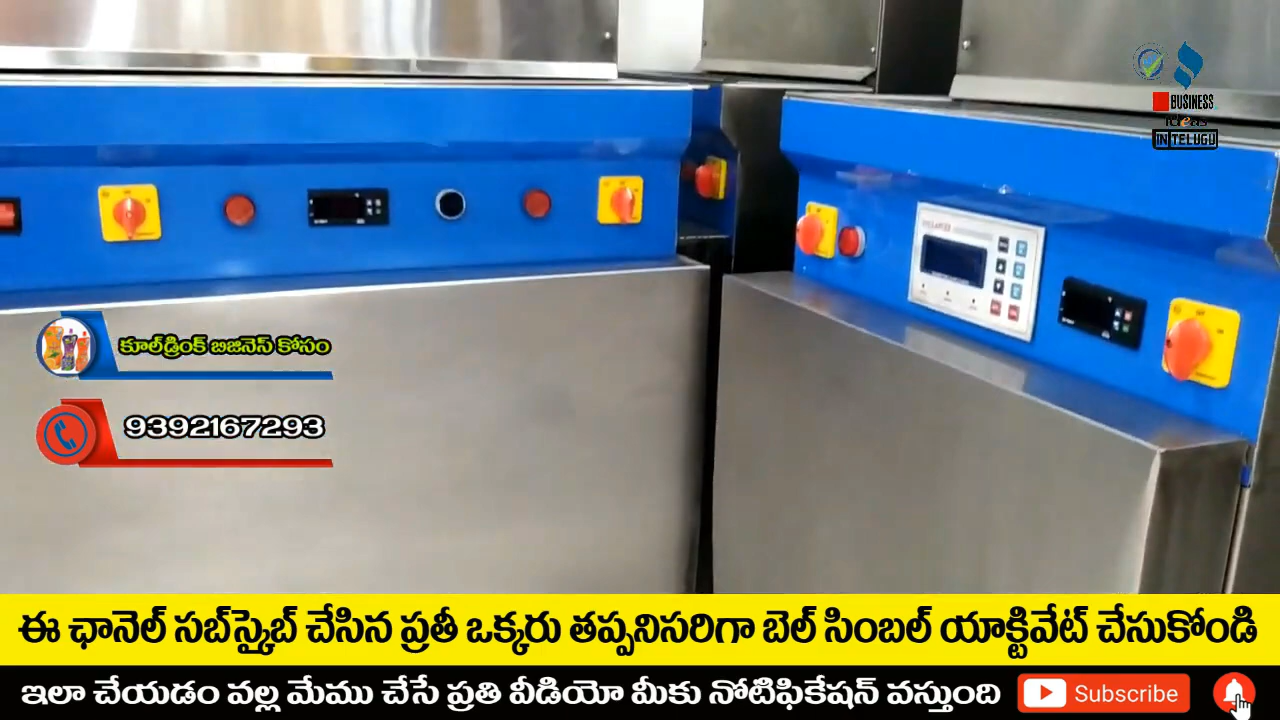 BUSINESS
Ideas
IN TELUGU
కూల్‌డ్రింక్ బిజినెస్ కోసం
9392167293
ఈ ఛానెల్ సబ్‌స్క్రైబ్ చేసిన ప్రతీ ఒక్కరు తప్పనిసరిగా బెల్ సింబల్ యాక్టివేట్ చేసుకోండి
ఇలా చేయడం వల్ల మేము చేసే ప్రతి వీడియో మీకు నోటిఫికేషన్ వస్తుంది
Subscribe